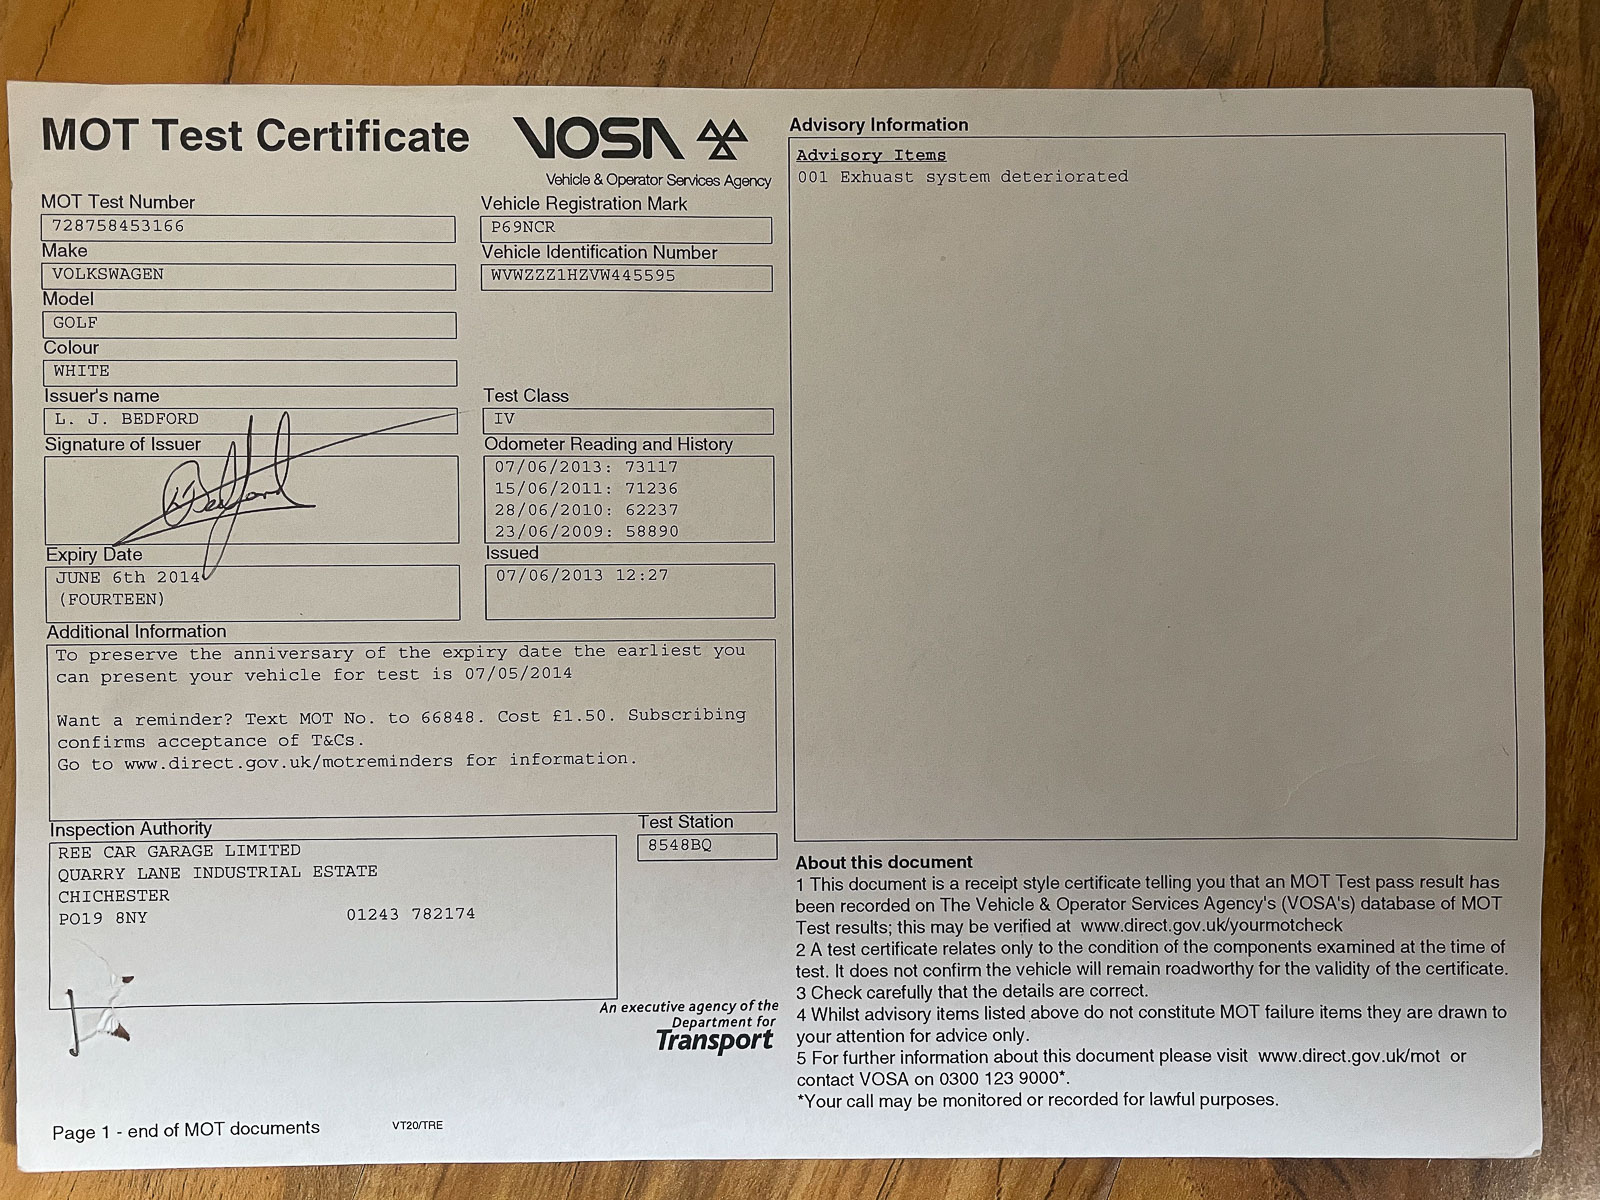 MOT Test Certificate
VOSA
Vehicle & Operator Services Agency
MOT Test Number
728758453166
Vehicle Registration Mark
P69NCR
Make
VOLKSWAGEN
Vehicle Identification Number
WVWZZZ1HZVW445595
Model
GOLF
Colour
WHITE
Issuer's name
L. J. BEDFORD
Test Class
IV
Signature of Issuer
Odometer Reading and History
07/06/2013: 73117
15/06/2011: 71236
28/06/2010: 62237
23/06/2009: 58890
Expiry Date
JUNE 6th 2014
(FOURTEEN)
Issued
07/06/2013 12:27
Additional Information
To preserve the anniversary of the expiry date the earliest you
can present your vehicle for test is 07/05/2014
Want a reminder? Text MOT No. to 66848. Cost £1.50. Subscribing
confirms acceptance of T&Cs.
Go to www.direct.gov.uk/motreminders for information.
Inspection Authority
REE CAR GARAGE LIMITED
QUARRY LANE INDUSTRIAL ESTATE
CHICHESTER
PO19 8NY 01243 782174
Test Station
8548BQ
An executive agency of the
Department for
Transport
Page 1 - end of MOT documents
VT20/TRE
Advisory Information
Advisory Items
001 Exhuast system deteriorated
About this document
1 This document is a receipt style certificate telling you that an MOT Test pass result has
been recorded on The Vehicle & Operator Services Agency's (VOSA's) database of MOT
Test results; this may be verified at www.direct.gov.uk/yourmotcheck
2 A test certificate relates only to the condition of the components examined at the time of
test. It does not confirm the vehicle will remain roadworthy for the validity of the certificate.
3 Check carefully that the details are correct.
4 Whilst advisory items listed above do not constitute MOT failure items they are drawn to
your attention for advice only.
5 For further information about this document please visit www.direct.gov.uk/mot or
contact VOSA on 0300 123 9000*.
*Your call may be monitored or recorded for lawful purposes.